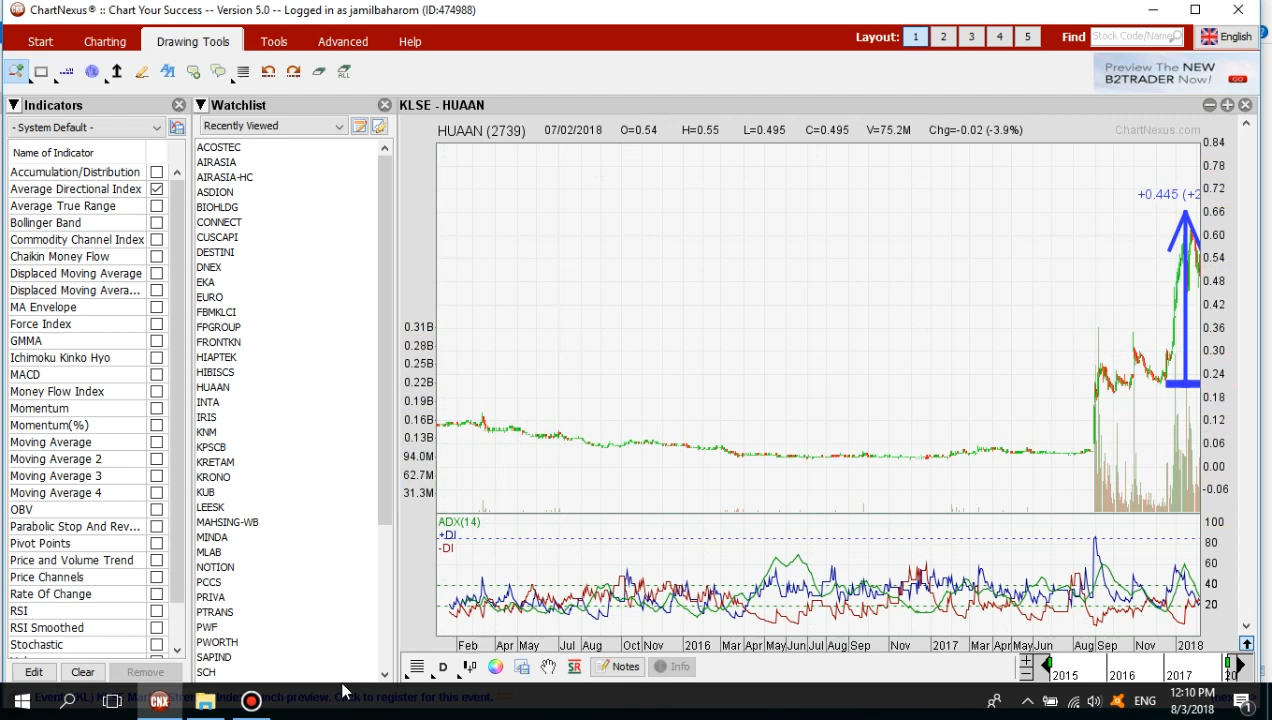 ChartNexus® :: Chart Your Success -- Version 5.0 -- Logged in as jamilbaharom (ID:474988)
Start Charting Drawing Tools Tools Advanced Help Layout: 1 2 3 4 5 Find Stock Code/Name English
Preview The NEW
B2TRADER Now! GO
Indicators
- System Default -
Name of Indicator
Accumulation/Distribution
Average Directional Index
Average True Range
Bollinger Band
Commodity Channel Index
Chaikin Money Flow
Displaced Moving Average
Displaced Moving Avera...
MA Envelope
Force Index
GMMA
Ichimoku Kinko Hyo
MACD
Money Flow Index
Momentum
Momentum(%)
Moving Average
Moving Average 2
Moving Average 3
Moving Average 4
OBV
Parabolic Stop And Rev...
Pivot Points
Price and Volume Trend
Price Channels
Rate Of Change
RSI
RSI Smoothed
Stochastic
Edit Clear Remove
Watchlist
Recently Viewed
ACOSTEC
AIRASIA
AIRASIA-HC
ASDION
BIOHLDG
CONNECT
CUSCAPI
DESTINI
DNEX
EKA
EURO
FBMKLCI
FPGROUP
FRONTKN
HIAPTEK
HIBISCS
HUAAN
INTA
IRIS
KNM
KPSCB
KRETAM
KRONO
KUB
LEESK
MAHSING-WB
MINDA
MLAB
NOTION
PCCS
PRIVA
PTRANS
PWF
PWORTH
SAPIND
SCH
KLSE - HUAAN
HUAAN (2739) 07/02/2018 O=0.54 H=0.55 L=0.495 C=0.495 V=75.2M Chg=-0.02 (-3.9%) ChartNexus.com
0.84
0.78
0.72
0.66
0.60
0.54
0.48
0.42
0.36
0.30
0.24
0.18
0.12
0.06
0.00
-0.06
+0.445 (+2
0.31B
0.28B
0.25B
0.22B
0.19B
0.16B
0.13B
94.0M
62.7M
31.3M
ADX(14)
+DI
-DI
100
80
60
40
20
Feb Apr May Jul Aug Oct Nov 2016 Mar Apr May Jun Jul Aug Sep Nov 2017 Mar Apr May Jun Aug Sep Nov 2018
D SR Notes Info
2015 2016 2017 20
CNX
ENG
12:10 PM
8/3/2018
1